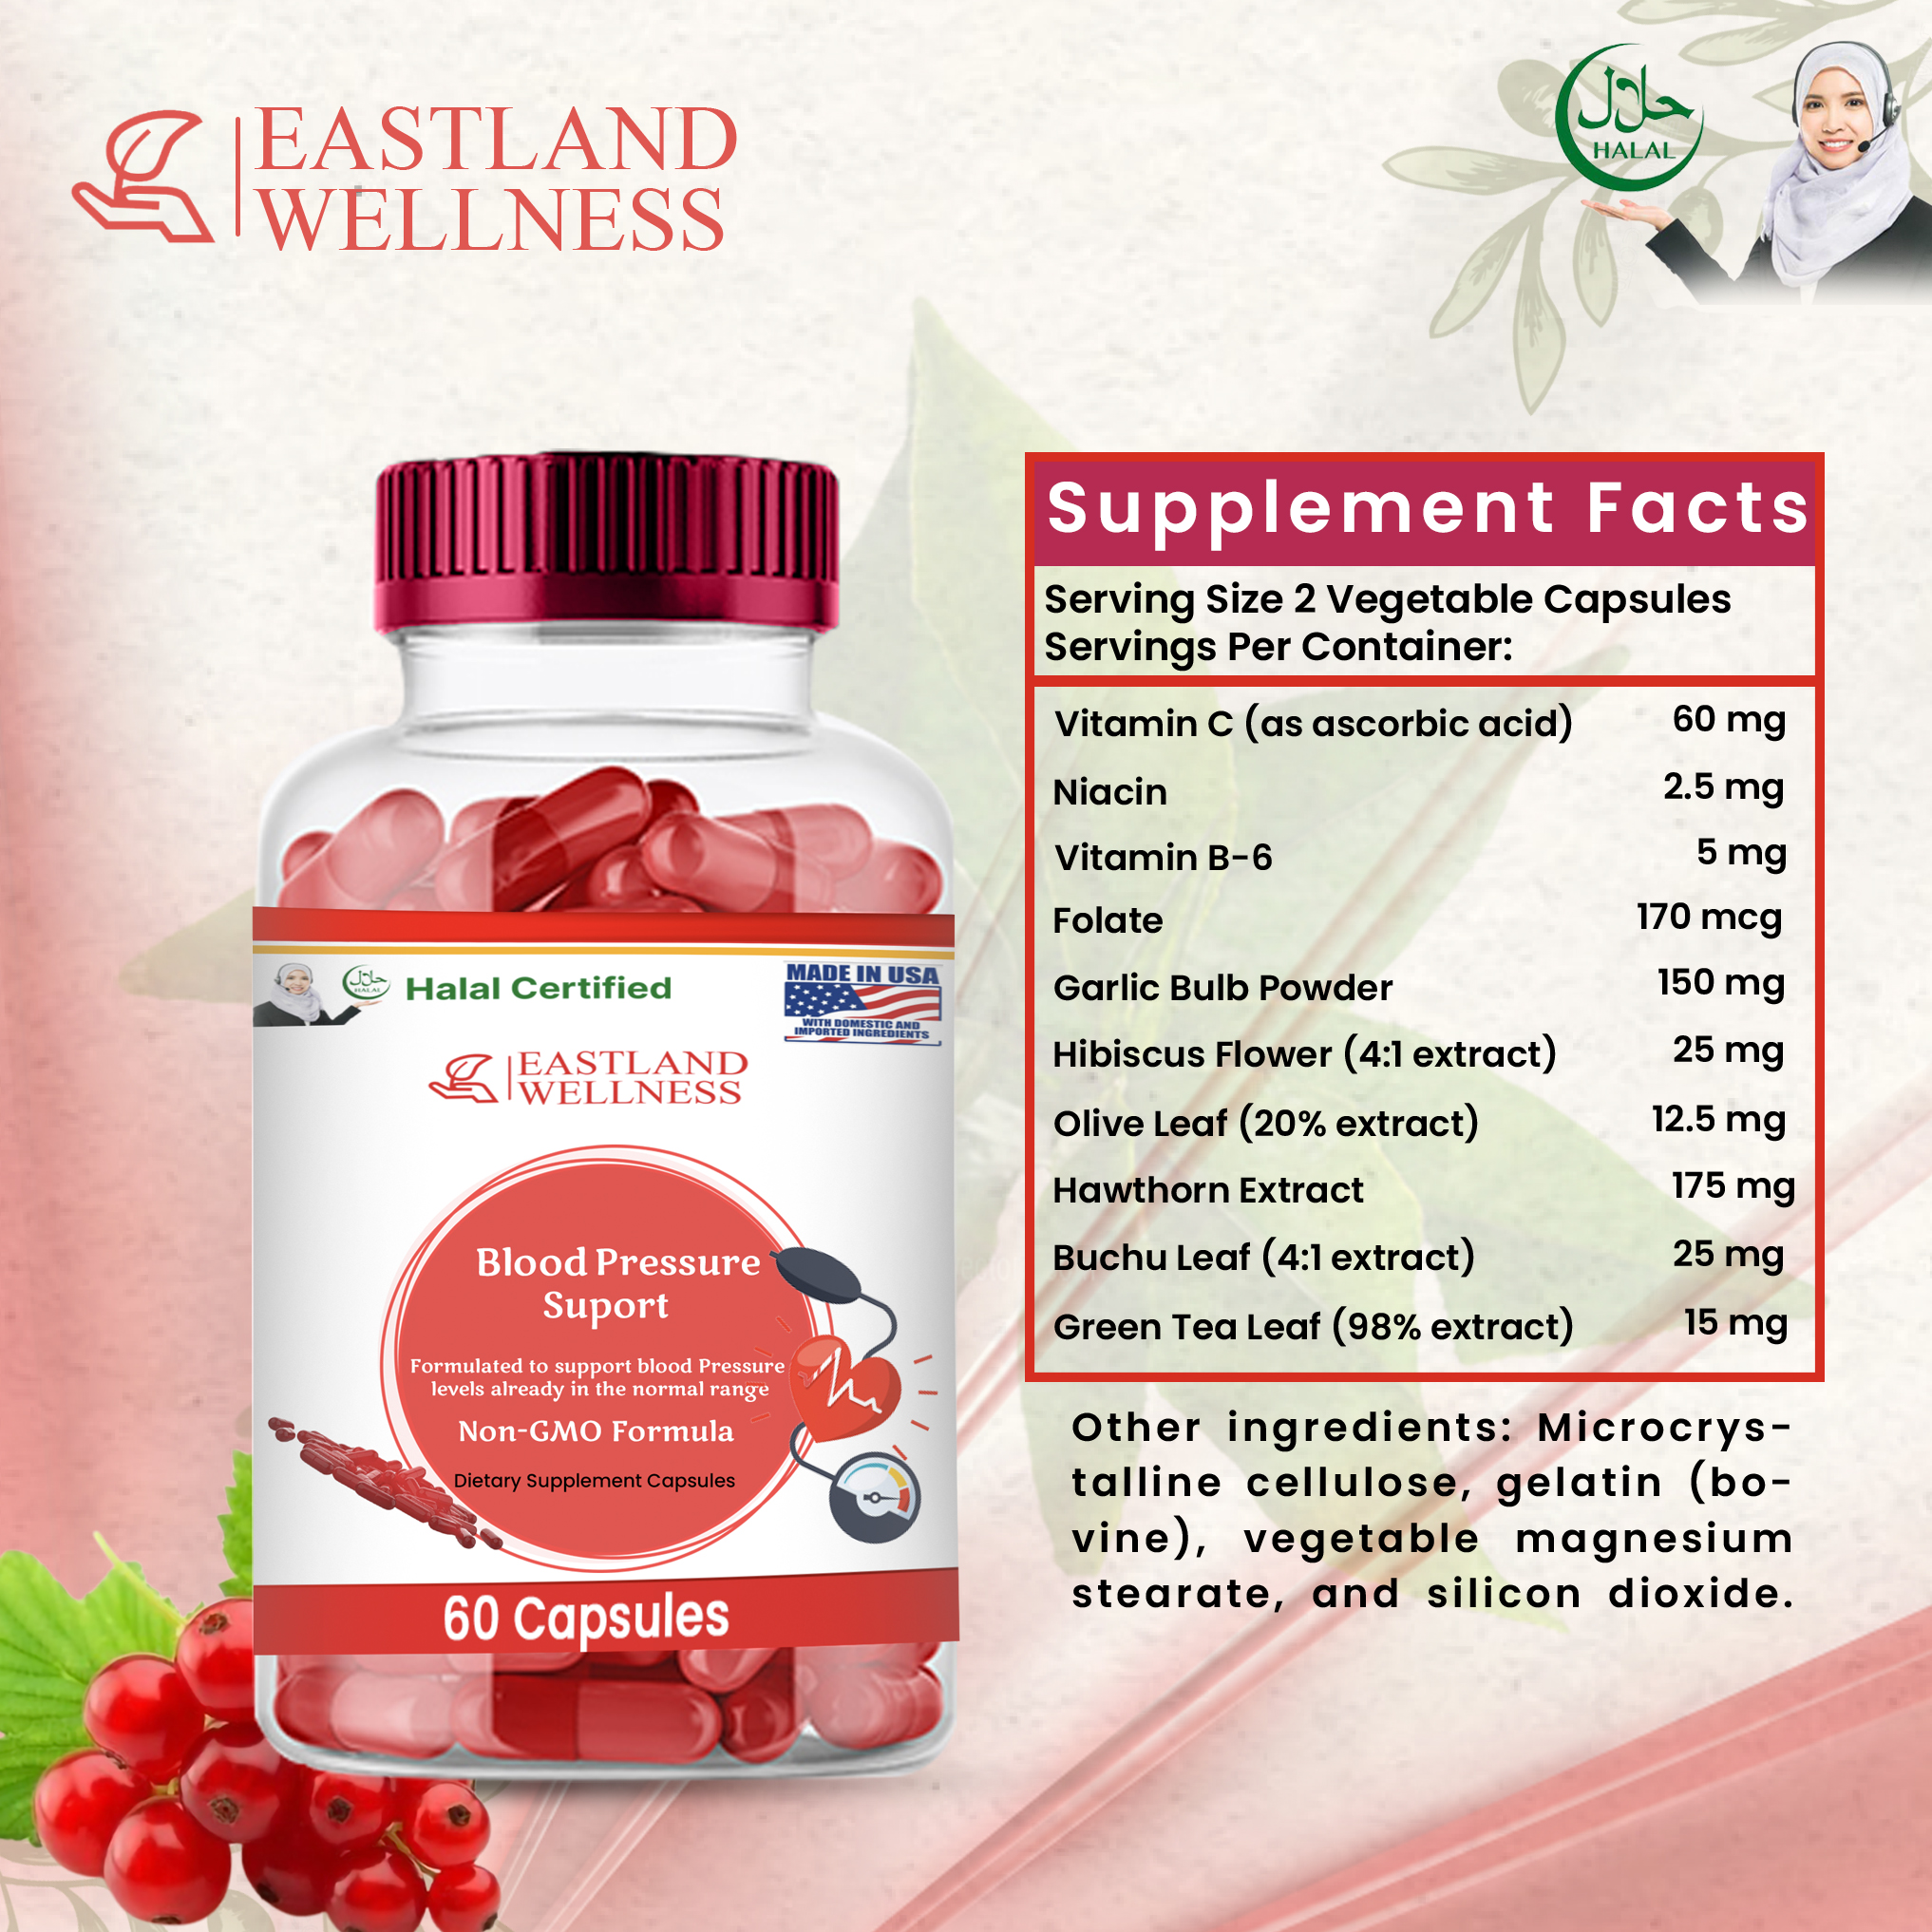 EASTLAND
WELLNESS
حلال
HALAL
Supplement Facts
Serving Size 2 Vegetable Capsules
Servings Per Container:
Vitamin C (as ascorbic acid) 60 mg
Niacin 2.5 mg
Vitamin B-6 5 mg
Folate 170 mcg
Garlic Bulb Powder 150 mg
Hibiscus Flower (4:1 extract) 25 mg
Olive Leaf (20% extract) 12.5 mg
Hawthorn Extract 175 mg
Buchu Leaf (4:1 extract) 25 mg
Green Tea Leaf (98% extract) 15 mg
Other ingredients: Microcrys-
talline cellulose, gelatin (bo-
vine), vegetable magnesium
stearate, and silicon dioxide.
حلال
HALAL
Halal Certified
MADE IN USA
WITH DOMESTIC AND
IMPORTED INGREDIENTS
EASTLAND
WELLNESS
Blood Pressure
Suport
Formulated to support blood Pressure
levels already in the normal range
Non-GMO Formula
Dietary Supplement Capsules
60 Capsules